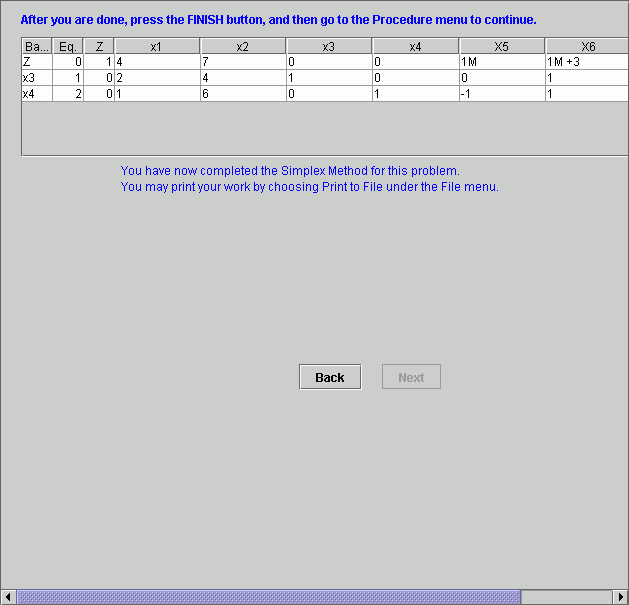 After you are done, press the FINISH button, and then go to the Procedure menu to continue.
Ba... Eq. Z x1 x2 x3 x4 X5 X6
Z 0 1 4 7 0 0 1M 1M +3
x3 1 0 2 4 1 0 0 1
x4 2 0 1 6 0 1 -1 1
You have now completed the Simplex Method for this problem.
You may print your work by choosing Print to File under the File menu.
Back Next